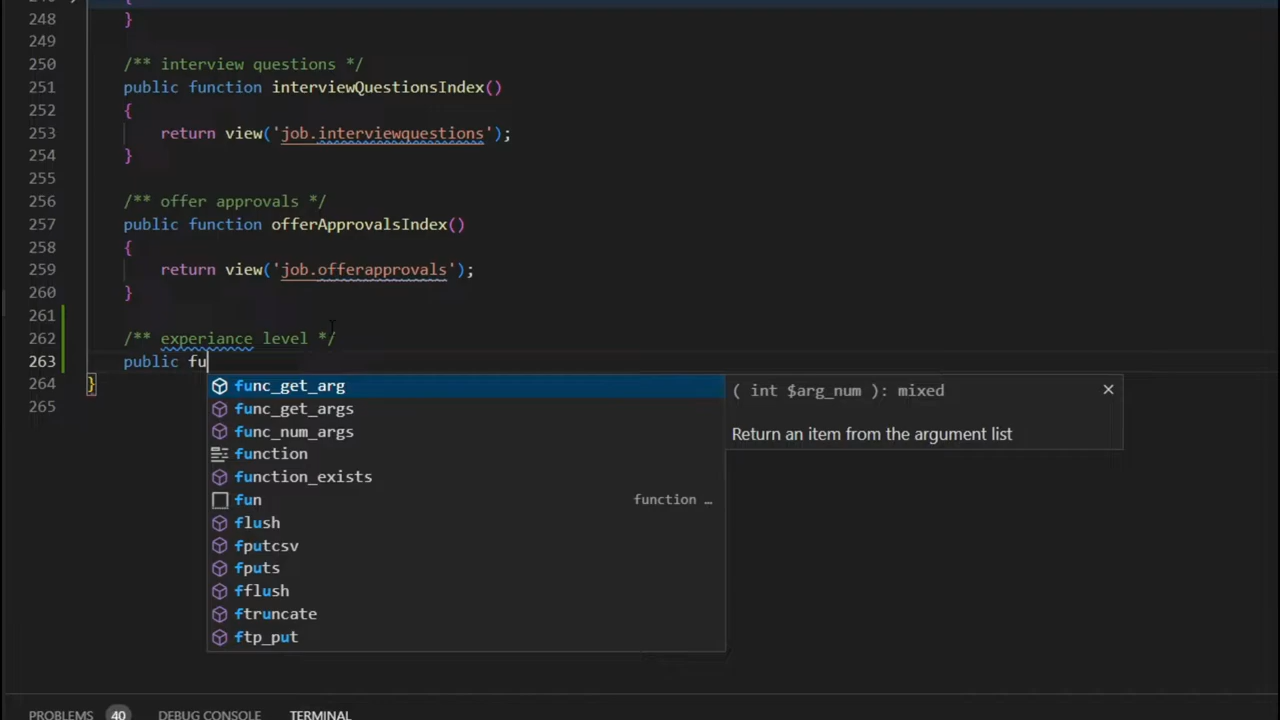 248 }
249
250 /** interview questions */
251 public function interviewQuestionsIndex()
252 {
253 return view('job.interviewquestions');
254 }
255
256 /** offer approvals */
257 public function offerApprovalsIndex()
258 {
259 return view('job.offerapprovals');
260 }
261
262 /** experiance level */
263 public fu
264 }
265
func_get_arg
func_get_args
func_num_args
function
function_exists
fun function …
flush
fputcsv
fputs
fflush
ftruncate
ftp_put
( int $arg_num ): mixed
Return an item from the argument list
PROBLEMS 40 DEBUG CONSOLE TERMINAL